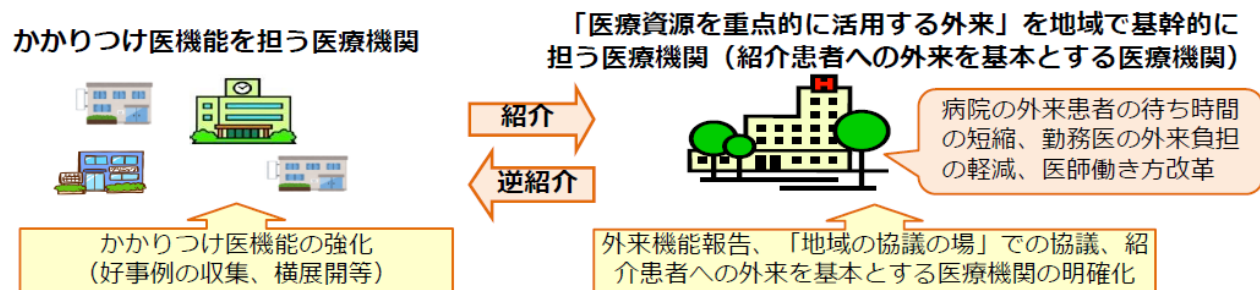 かかりつけ医機能を担う医療機関
「医療資源を重点的に活用する外来」を地域で基幹的に
担う医療機関（紹介患者への外来を基本とする医療機関）
紹介
逆紹介
H
病院の外来患者の待ち時間
の短縮、勤務医の外来負担
の軽減、医師働き方改革
かかりつけ医機能の強化
（好事例の収集、横展開等）
外来機能報告、「地域の協議の場」での協議、紹
介患者への外来を基本とする医療機関の明確化